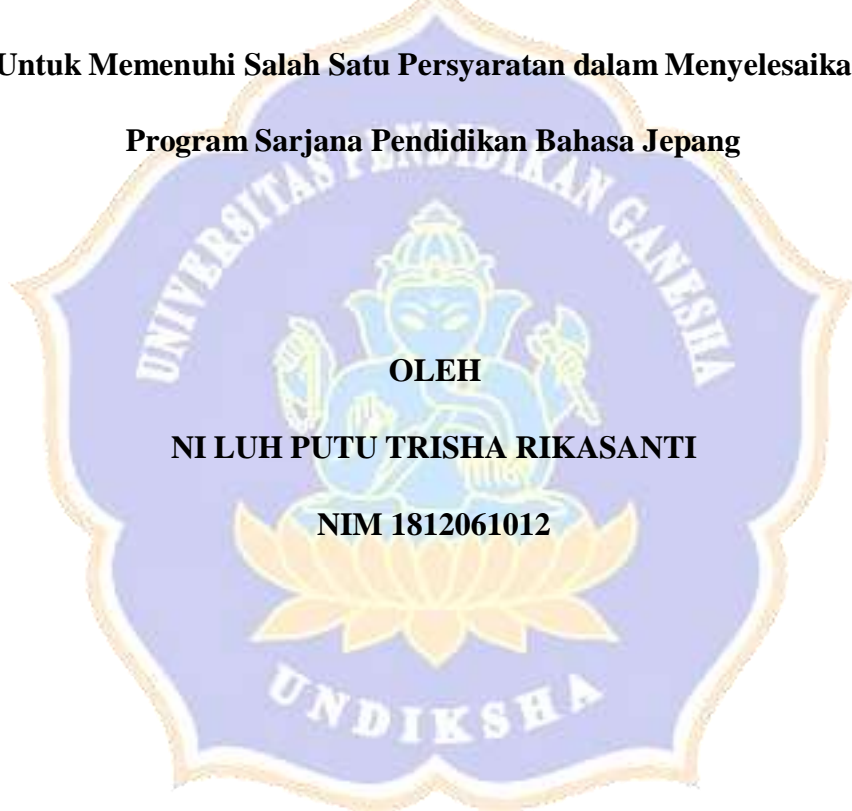 Untuk Memenuhi Salah Satu Persyaratan dalam Menyelesaika
Program Sarjana Pendidikan Bahasa Jepang
UNIVERSITAS PENDIDIKAN GANESHA
OLEH
NI LUH PUTU TRISHA RIKASANTI
NIM 1812061012
UNDIKSHA